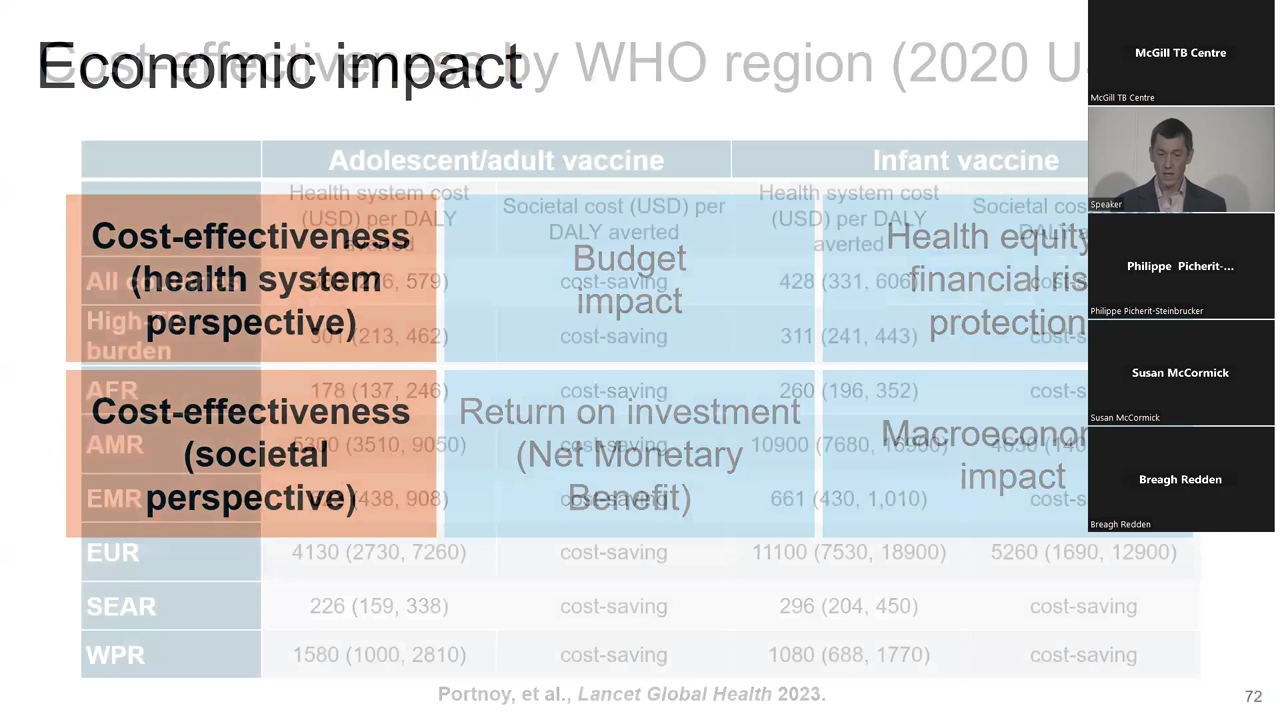 Economic impact
Cost-effectiveness by WHO region (2020 U
Adolescent/adult vaccine
Infant vaccine
Health system cost
(USD) per DALY
averted
Societal cost (USD) per
DALY averted
Health system cost
(USD) per DALY
averted
Societal cos
Cost-effectiveness
(health system
perspective)
Budget
impact
Health equity
financial ris
protection
Cost-effectiveness
(societal
perspective)
Return on investment
(Net Monetary
Benefit)
Macroeconom
impact
All 579) cost-saving 428 (331, 606)
High-
burden 301 (213, 462) cost-saving 311 (241, 443) cost-s
AFR 178 (137, 246) cost-saving 260 (196, 352) cost-s
AMR (3510, 9050) cost-saving 10900 (7680,
EMR (438, 908) cost-saving 661 (430, 1,010) cost-s
EUR 4130 (2730, 7260) cost-saving 11100 (7530, 18900) 5260 (1690, 12900)
SEAR 226 (159, 338) cost-saving 296 (204, 450) cost-saving
WPR 1580 (1000, 2810) cost-saving 1080 (688, 1770) cost-saving
Portnoy, et al., Lancet Global Health 2023.
72
McGill TB Centre
McGill TB Centre
Speaker
Philippe Picherit-...
Philippe Picherit-Steinbrucker
Susan McCormick
Susan McCormick
Breagh Redden
Breagh Redden